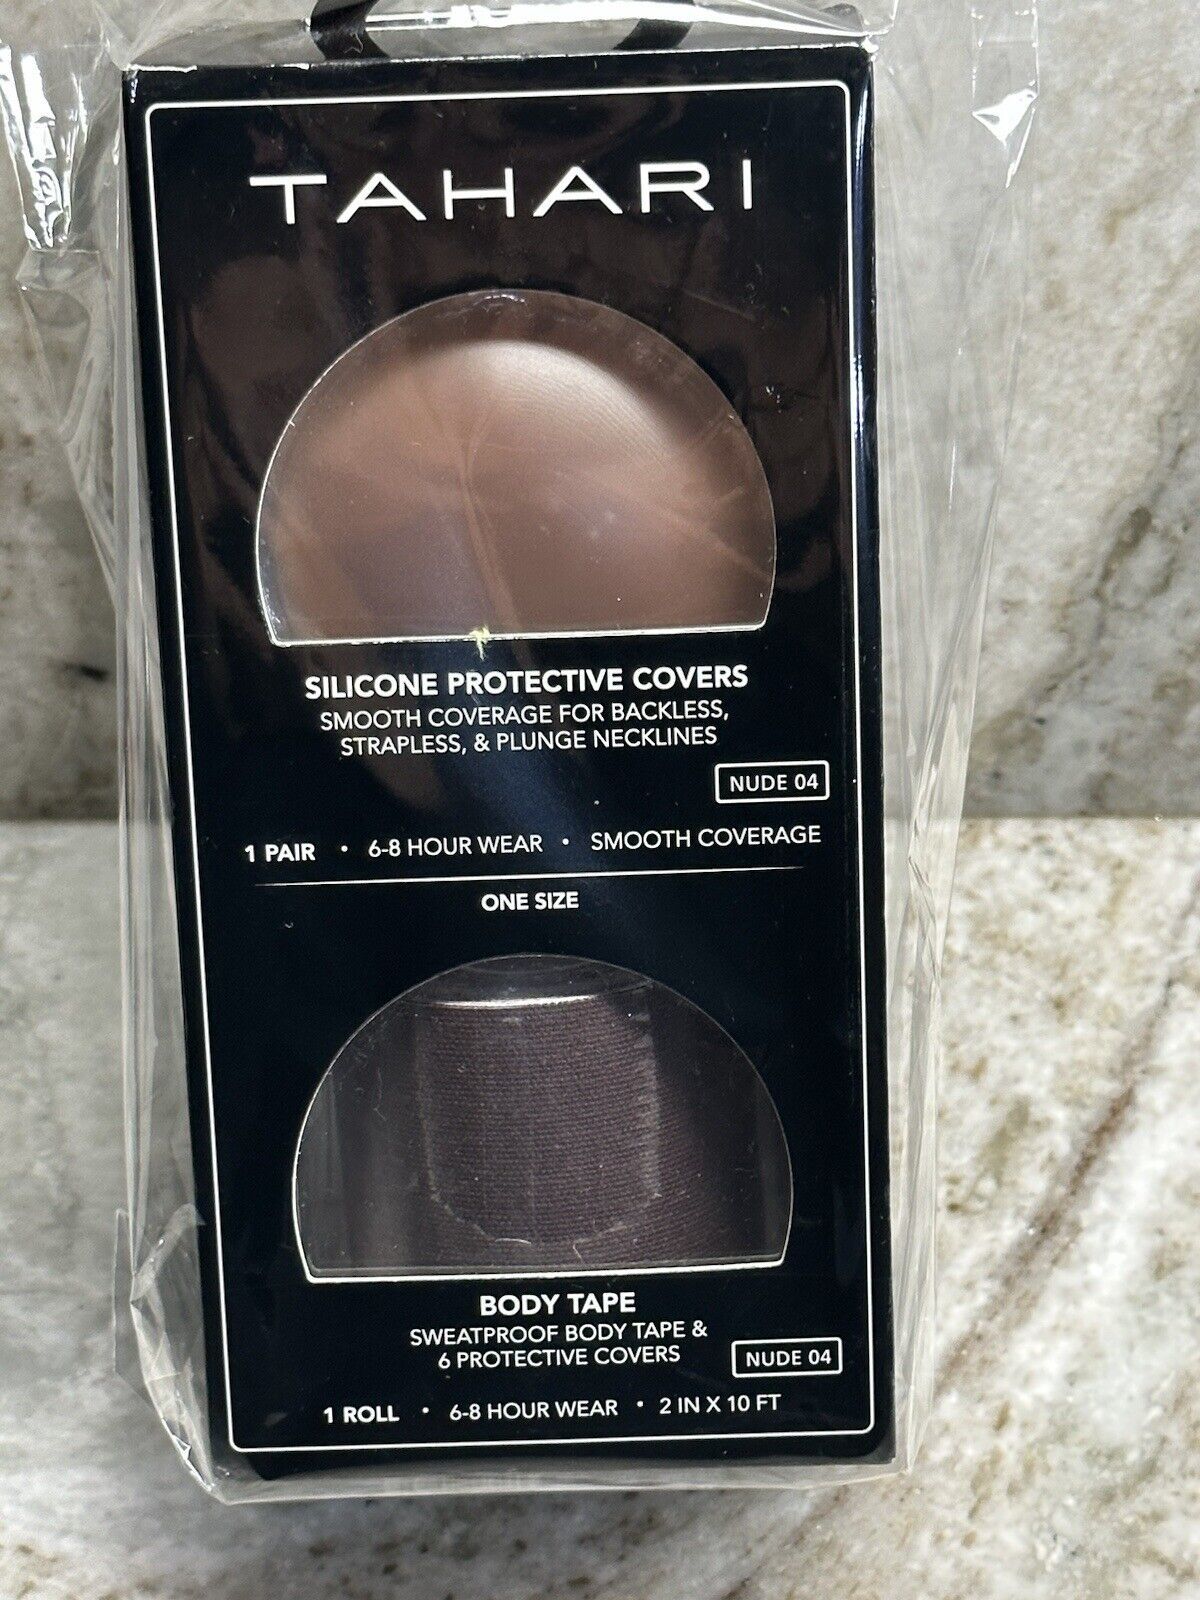 TAHARI
SILICONE PROTECTIVE COVERS
SMOOTH COVERAGE FOR BACKLESS,
STRAPLESS, & PLUNGE NECKLINES
NUDE 04
1 PAIR • 6-8 HOUR WEAR • SMOOTH COVERAGE
ONE SIZE
BODY TAPE
SWEATPROOF BODY TAPE &
6 PROTECTIVE COVERS
NUDE 04
1 ROLL • 6-8 HOUR WEAR • 2 IN X 10 FT